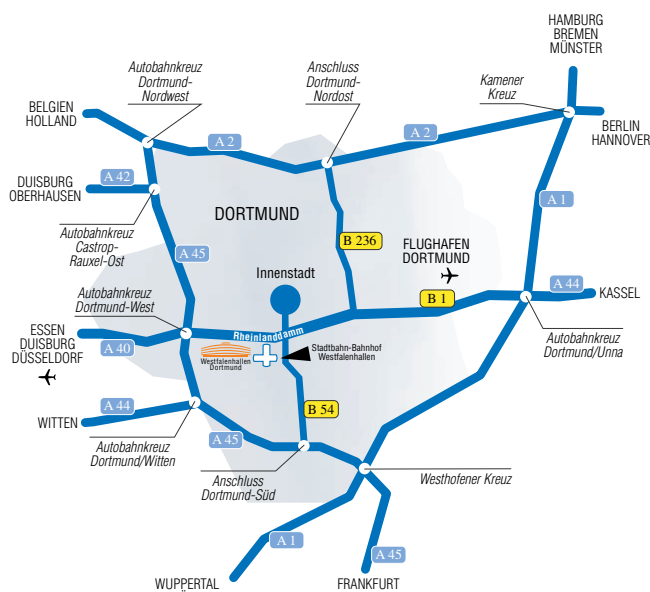 HAMBURG
BREMEN
MÜNSTER
Autobahnkreuz
Dortmund-
Nordwest
Anschluss
Dortmund-
Nordost
Kamener
Kreuz
BELGIEN
HOLLAND
A 2
A 2
BERLIN
HANNOVER
A 42
DUISBURG
OBERHAUSEN
A 1
DORTMUND
Autobahnkreuz
Castrop-
Rauxel-Ost
A 45
B 236
FLUGHAFEN
DORTMUND
Innenstadt
A 44
KASSEL
Autobahnkreuz
Dortmund-West
B 1
ESSEN
DUISBURG
DÜSSELDORF
A 40
Rheinlanddamm
Autobahnkreuz
Dortmund/Unna
Westfalenhallen
Dortmund
Stadtbahn-Bahnhof
Westfalenhallen
A 44
WITTEN
B 54
A 45
Autobahnkreuz
Dortmund/Witten
Anschluss
Dortmund-Süd
Westhofener Kreuz
A 1
A 45
WUPPERTAL
FRANKFURT